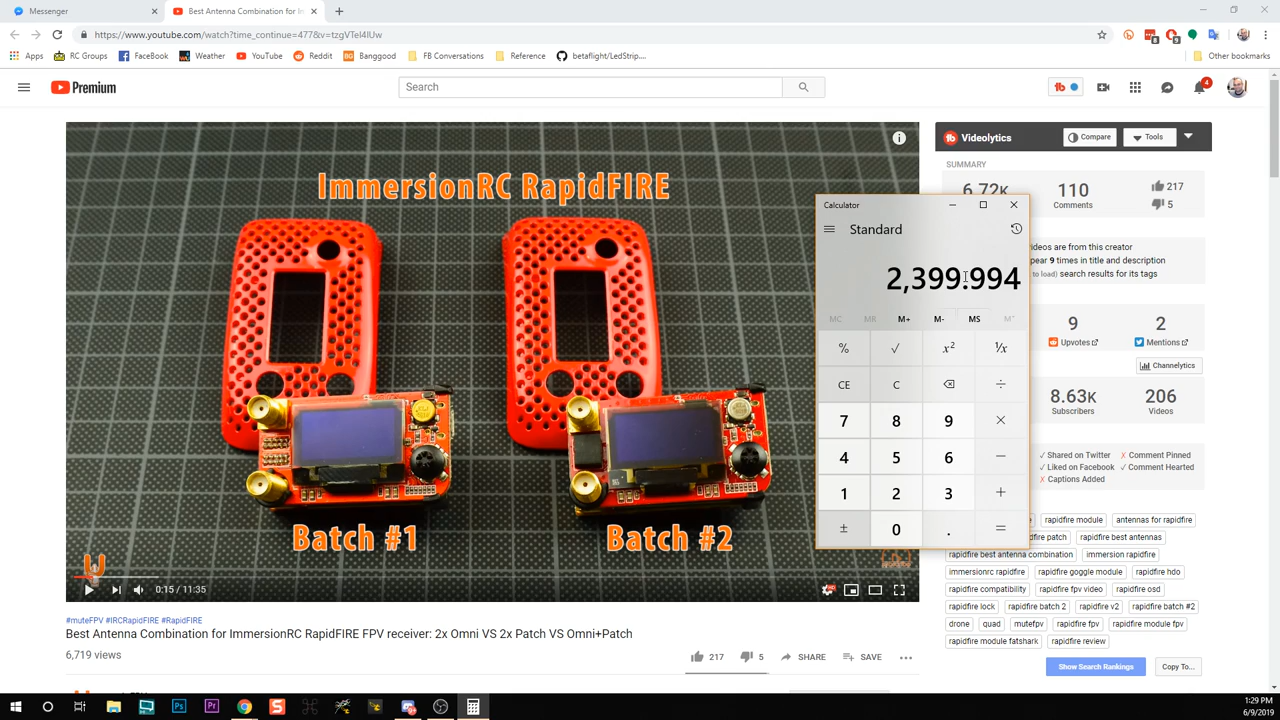 Messenger
Best Antenna Combination for In
https://www.youtube.com/watch?time_continue=477&v=tzgVTel4IUw
Apps
RC Groups
FaceBook
Weather
YouTube
Reddit
Banggood
FB Conversations
Reference
betaflight/LedStrip....
Other bookmarks
Premium
Search
4
ImmersionRC RapidFIRE
Batch #1
Batch #2
0:15 / 11:35
Videolytics
Compare
Tools
SUMMARY
6.72K
110
Comments
217
5
ideos are from this creator
pear 9 times in title and description
to load) search results for its tags
9
Upvotes
2
Mentions
Channelytics
8.63K
Subscribers
206
Videos
Shared on Twitter
Comment Pinned
Liked on Facebook
Comment Hearted
Captions Added
rapidfire module
antennas for rapidfire
rapidfire best antennas
rapidfire best antenna combination
immersion rapidfire
immersionrc rapidfire
rapidfire goggle module
rapidfire hdo
rapidfire compatibility
rapidfire fpv video
rapidfire osd
rapidfire lock
rapidfire batch 2
rapidfire v2
rapidfire batch #2
drone
quad
mutefpv
rapidfire fpv
rapidfire module fpv
rapidfire module fatshark
rapidfire review
Show Search Rankings
Copy To...
Calculator
Standard
2,399.994
MC
MR
M+
M-
MS
%
√
x²
¹/x
CE
C
÷
7
8
9
×
4
5
6
−
1
2
3
+
±
0
.
=
#muteFPV #IRCRapidFIRE #RapidFIRE
Best Antenna Combination for ImmersionRC RapidFIRE FPV receiver: 2x Omni VS 2x Patch VS Omni+Patch
6,719 views
217
5
SHARE
SAVE
1:29 PM
6/9/2019